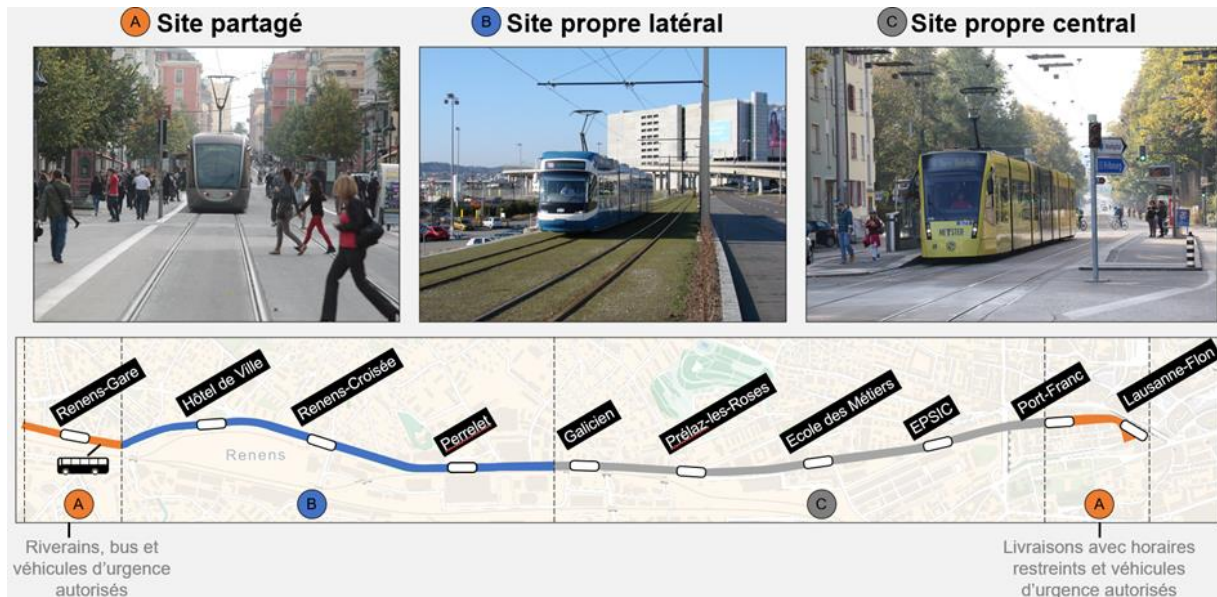 A Site partagé
B Site propre latéral
C Site propre central
Renens-Gare
Hôtel de Ville
Renens-Croisée
Perrelet
Galicien
Prélaz-les-Roses
Ecole des Métiers
EPSIC
Port-Franc
Lausanne-Flon
Renens
A
B
C
A
Riverains, bus et
véhicules d'urgence
autorisés
Livraisons avec horaires
restreints et véhicules
d'urgence autorisés